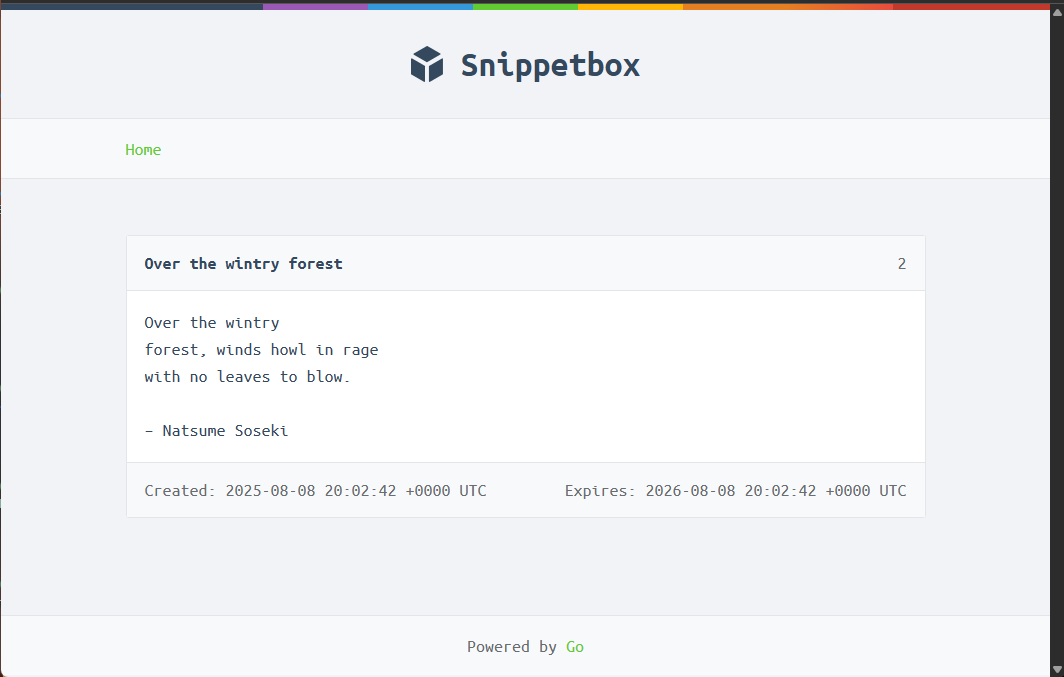 Snippetbox
Home
Over the wintry forest 2
Over the wintry
forest, winds howl in rage
with no leaves to blow.
– Natsume Soseki
Created: 2025-08-08 20:02:42 +0000 UTC Expires: 2026-08-08 20:02:42 +0000 UTC
Powered by Go